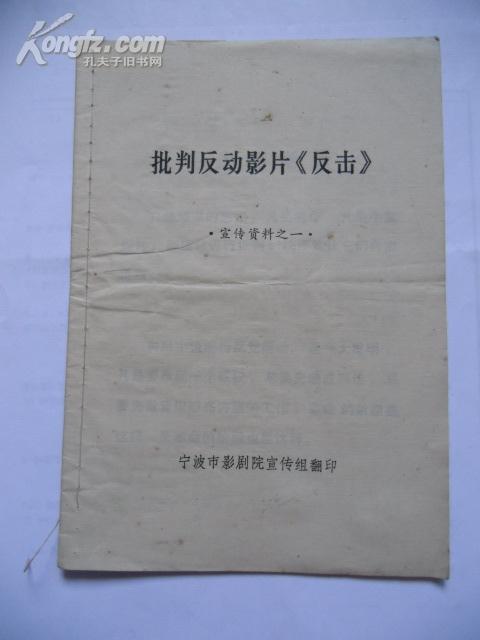 Kongfz.com
孔夫子旧书网
批判反动影片《反击》
·宣传资料之一·
宁波市影剧院宣传组翻印